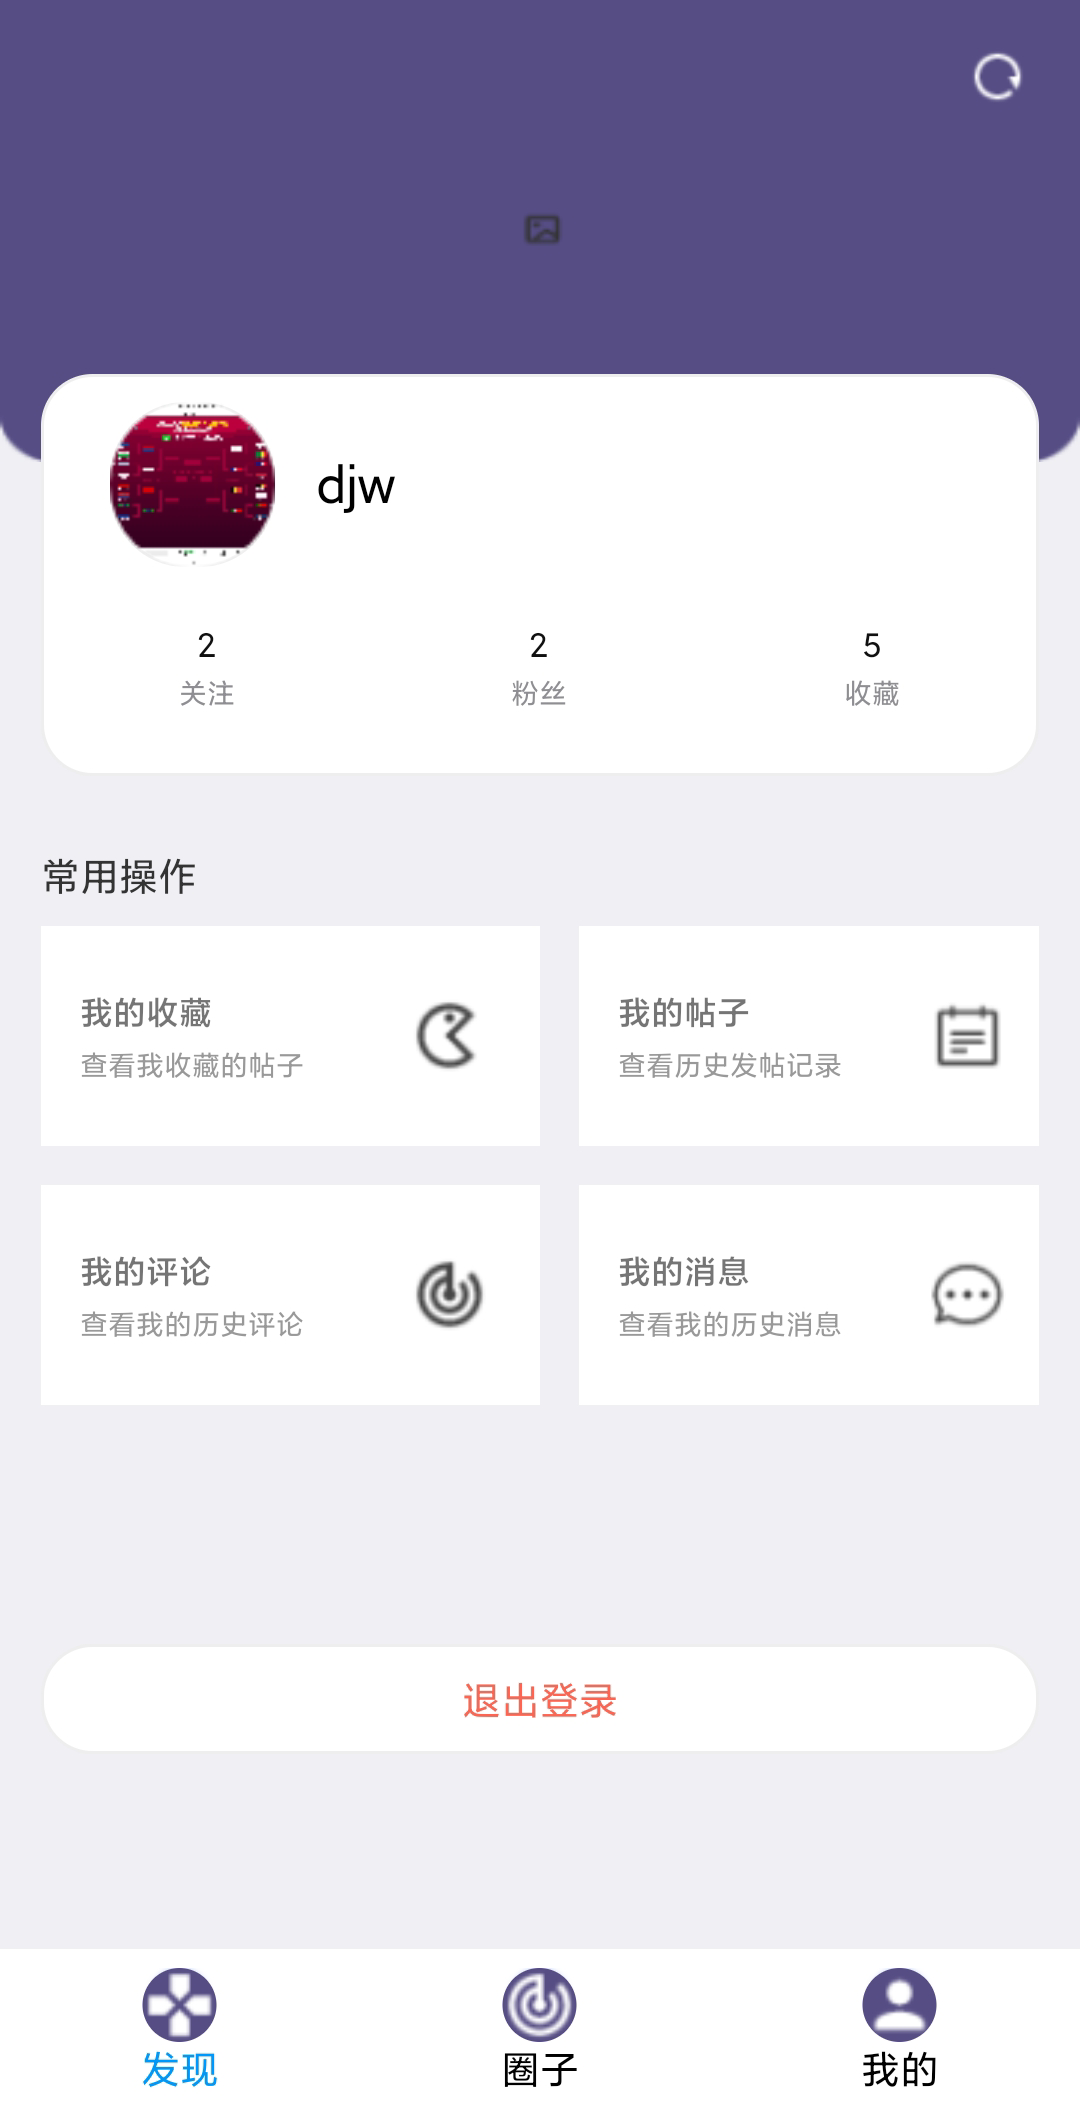 djw
2
2
5
关注
粉丝
收藏
常用操作
我的收藏
查看我收藏的帖子
我的帖子
查看历史发帖记录
我的评论
查看我的历史评论
我的消息
查看我的历史消息
退出登录
发现
圈子
我的